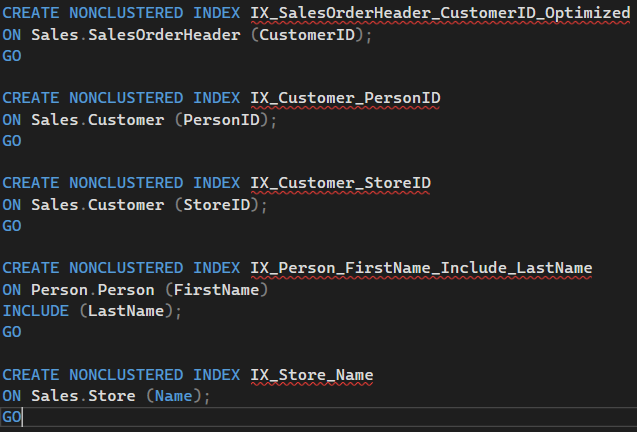 CREATE NONCLUSTERED INDEX IX_SalesOrderHeader_CustomerID_Optimized
ON Sales.SalesOrderHeader (CustomerID);
GO
CREATE NONCLUSTERED INDEX IX_Customer_PersonID
ON Sales.Customer (PersonID);
GO
CREATE NONCLUSTERED INDEX IX_Customer_StoreID
ON Sales.Customer (StoreID);
GO
CREATE NONCLUSTERED INDEX IX_Person_FirstName_Include_LastName
ON Person.Person (FirstName)
INCLUDE (LastName);
GO
CREATE NONCLUSTERED INDEX IX_Store_Name
ON Sales.Store (Name);
GO